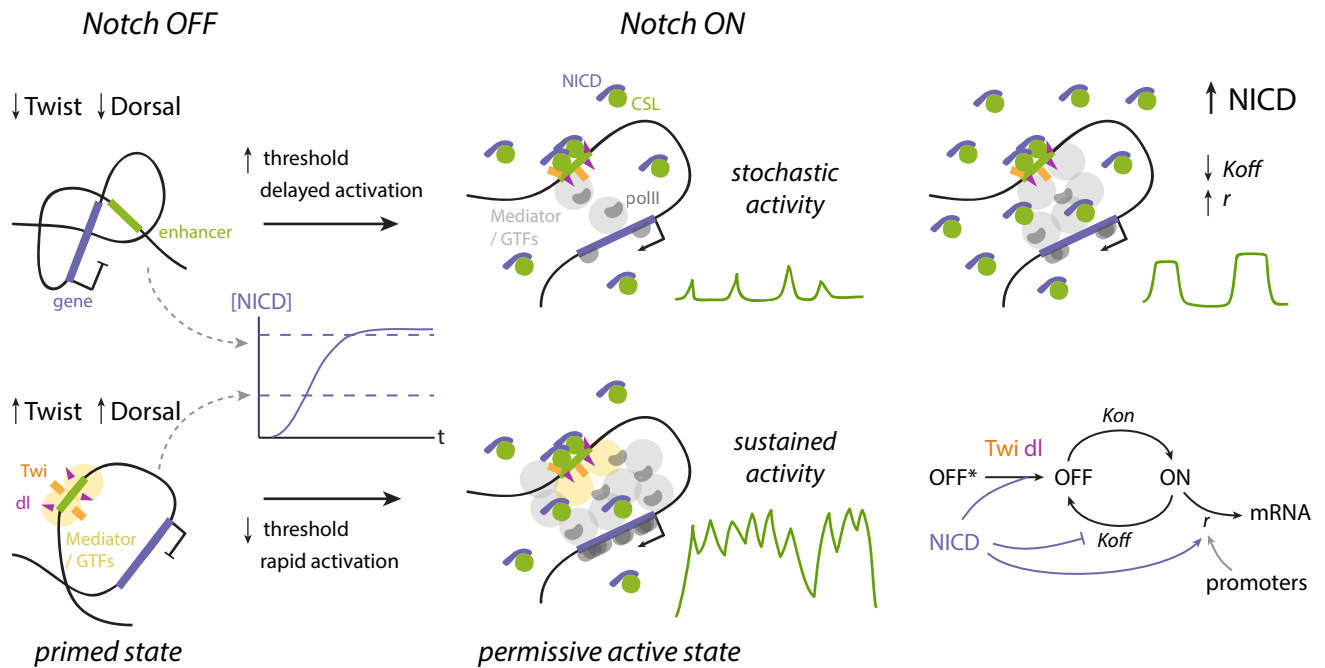 Notch OFF
Notch ON
↓Twist ↓Dorsal
enhancer
gene
↑ threshold
delayed activation
NICD
CSL
Mediator
/ GTFs
polII
stochastic
activity
↑ NICD
↓ Koff
↑ r
[NICD]
t
↑Twist ↑Dorsal
Twi
dl
Mediator
/ GTFs
↓ threshold
rapid activation
primed state
sustained
activity
permissive active state
Kon
Twi dl
OFF*
OFF
ON
Koff
r
mRNA
NICD
promoters